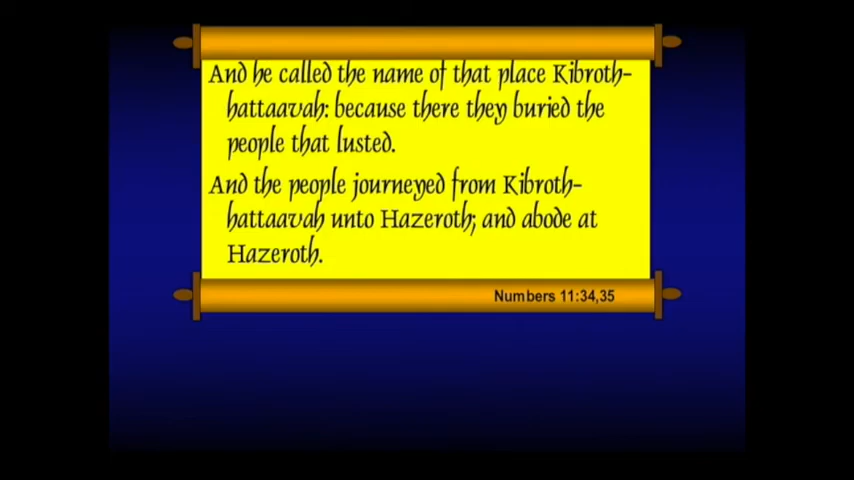 And he called the name of that place Kibroth-
hattaavah: because there they buried the
people that lusted.
And the people journeyed from Kibroth-
hattaavah unto Hazeroth; and abode at
Hazeroth.
Numbers 11:34,35